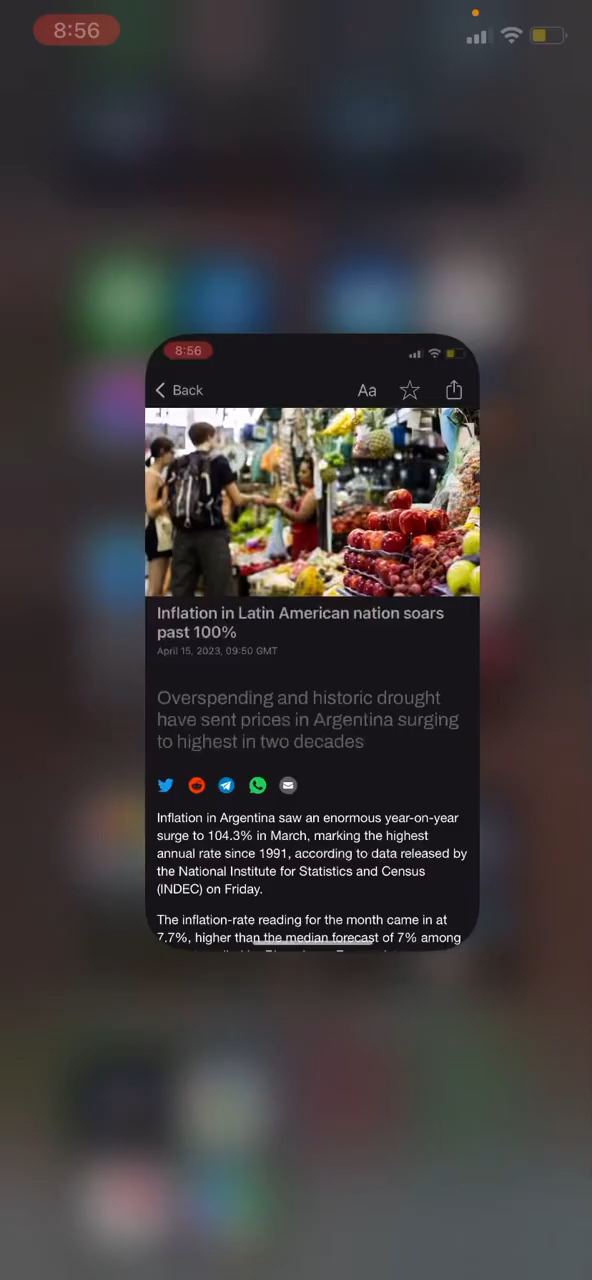 8:56
8:56
Back
Aa
Inflation in Latin American nation soars
past 100%
April 15, 2023, 09:50 GMT
Overspending and historic drought
have sent prices in Argentina surging
to highest in two decades
Inflation in Argentina saw an enormous year-on-year
surge to 104.3% in March, marking the highest
annual rate since 1991, according to data released by
the National Institute for Statistics and Census
(INDEC) on Friday.
The inflation-rate reading for the month came in at
7.7%, higher than the median forecast of 7% among